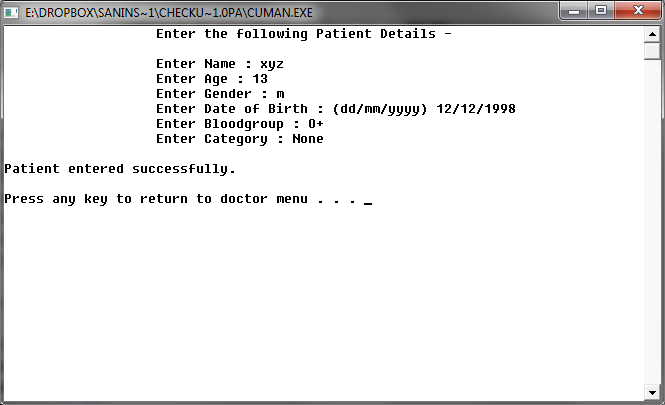 E:\DROPBOX\SANINS~1\CHECKU~1.0PA\CUMAN.EXE
Enter the following Patient Details -
Enter Name : xyz
Enter Age : 13
Enter Gender : m
Enter Date of Birth : (dd/mm/yyyy) 12/12/1998
Enter Bloodgroup : O+
Enter Category : None
Patient entered successfully.
Press any key to return to doctor menu . . . _